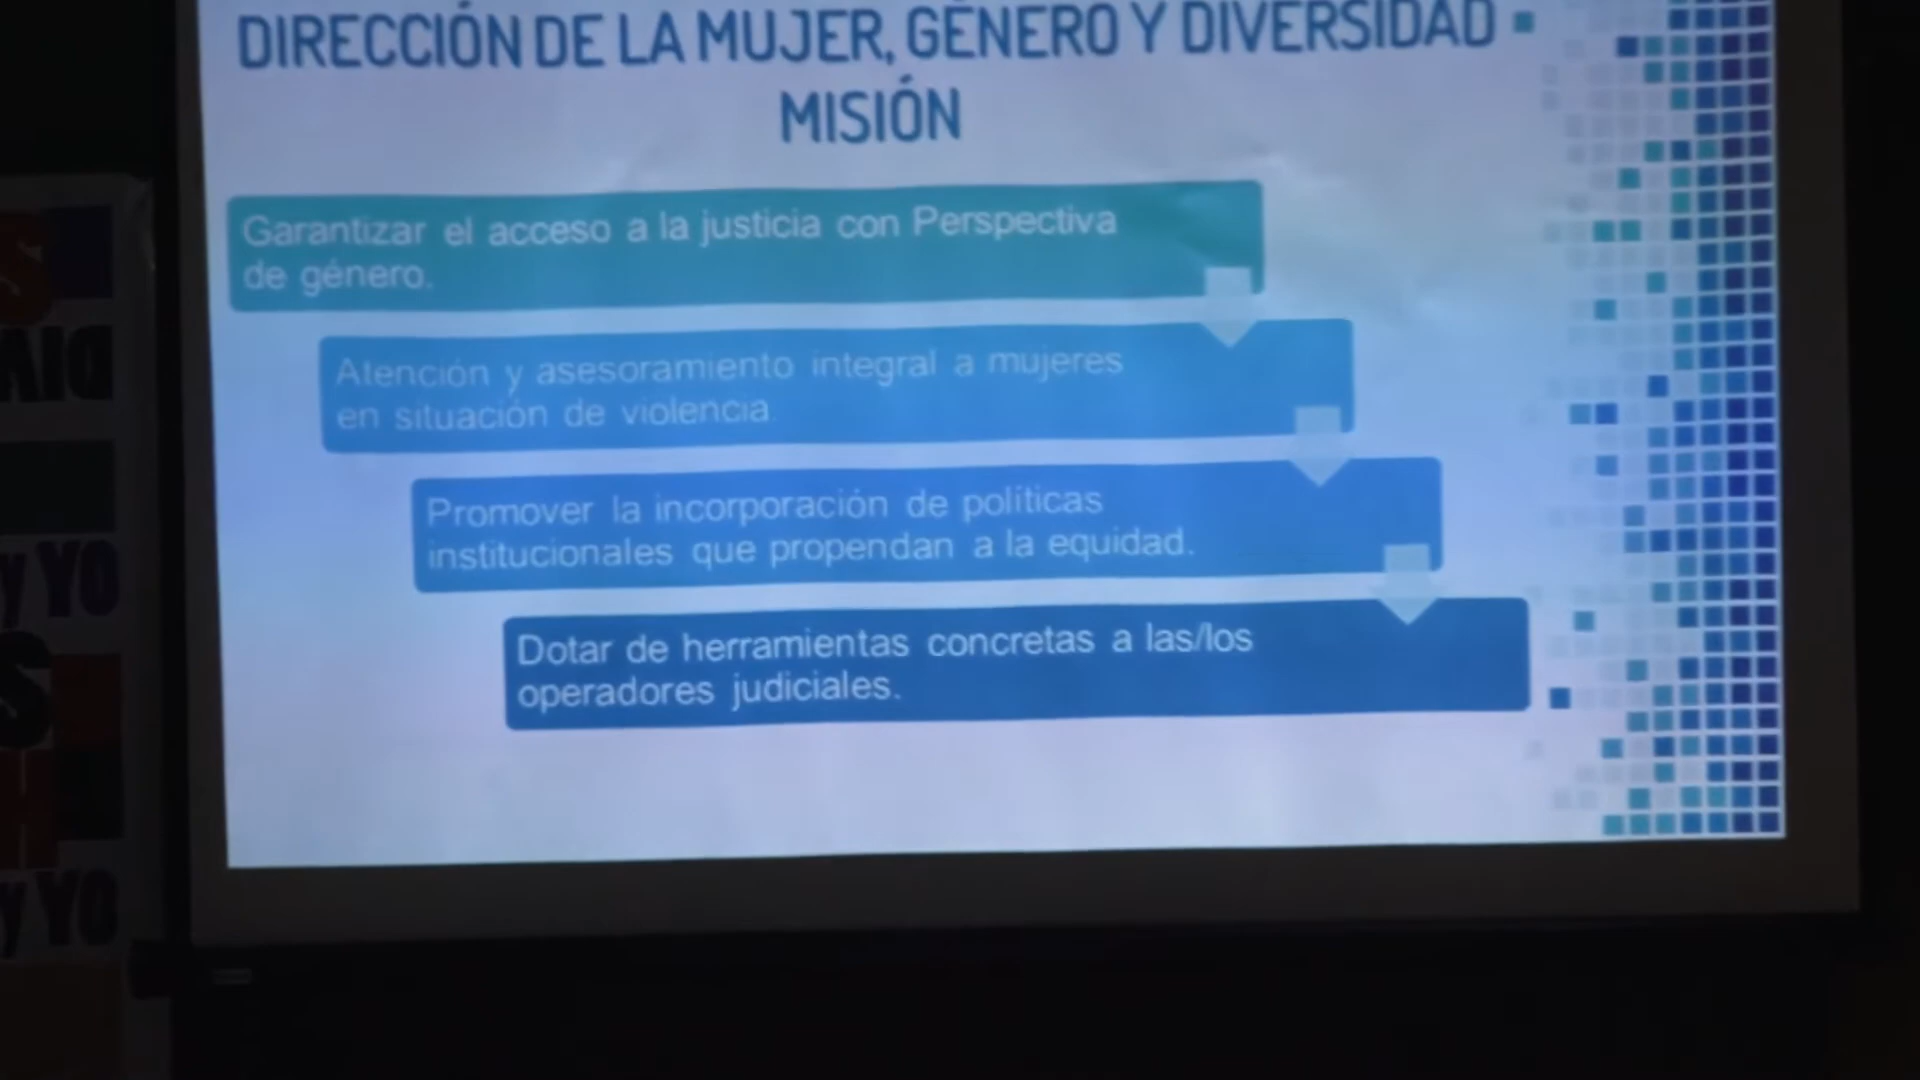 DIRECCIÓN DE LA MUJER, GÉNERO Y DIVERSIDAD
MISIÓN
Garantizar el acceso a la justicia con Perspectiva
de género.
Atención y asesoramiento integral a mujeres
en situación de violencia.
Promover la incorporación de políticas
institucionales que propendan a la equidad.
Dotar de herramientas concretas a las/los
operadores judiciales.
y YO
y YO